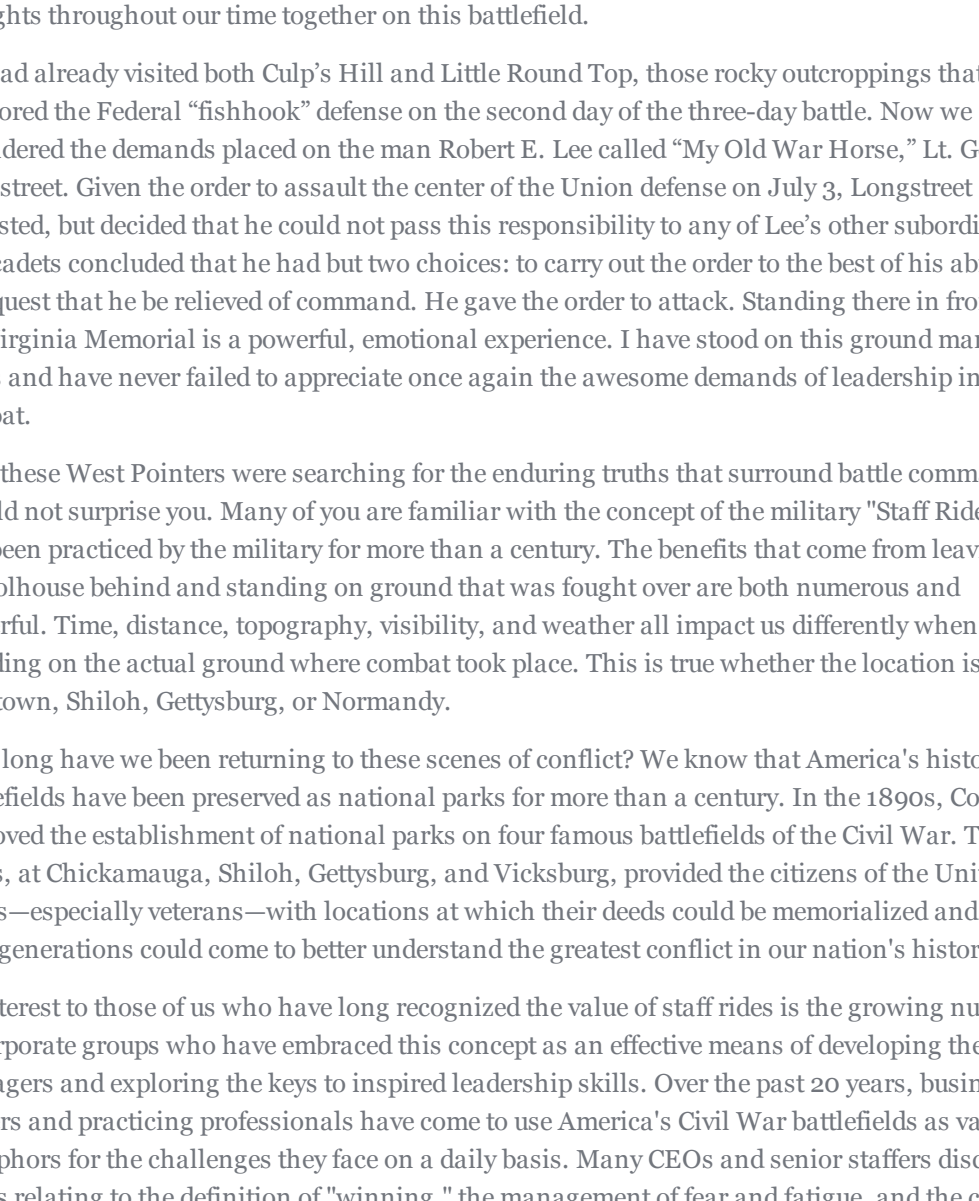 ghts throughout our time together on this battlefield.
ad already visited both Culp’s Hill and Little Round Top, those rocky outcroppings that
ored the Federal “fishhook” defense on the second day of the three-day battle. Now we
dered the demands placed on the man Robert E. Lee called “My Old War Horse,” Lt. G
street. Given the order to assault the center of the Union defense on July 3, Longstreet
sted, but decided that he could not pass this responsibility to any of Lee’s other subordi
cadets concluded that he had but two choices: to carry out the order to the best of his ab
quest that he be relieved of command. He gave the order to attack. Standing there in fro
irginia Memorial is a powerful, emotional experience. I have stood on this ground man
s and have never failed to appreciate once again the awesome demands of leadership in
bat.
these West Pointers were searching for the enduring truths that surround battle comm
ld not surprise you. Many of you are familiar with the concept of the military "Staff Ride
been practiced by the military for more than a century. The benefits that come from leav
olhouse behind and standing on ground that was fought over are both numerous and
rful. Time, distance, topography, visibility, and weather all impact us differently when
ding on the actual ground where combat took place. This is true whether the location is
town, Shiloh, Gettysburg, or Normandy.
long have we been returning to these scenes of conflict? We know that America's histo
efields have been preserved as national parks for more than a century. In the 1890s, Co
oved the establishment of national parks on four famous battlefields of the Civil War. T
s, at Chickamauga, Shiloh, Gettysburg, and Vicksburg, provided the citizens of the Uni
s—especially veterans—with locations at which their deeds could be memorialized and
generations could come to better understand the greatest conflict in our nation's histor
terest to those of us who have long recognized the value of staff rides is the growing nu
rporate groups who have embraced this concept as an effective means of developing the
agers and exploring the keys to inspired leadership skills. Over the past 20 years, busin
rs and practicing professionals have come to use America's Civil War battlefields as va
phors for the challenges they face on a daily basis. Many CEOs and senior staffers disc
s relating to the definition of "winning," the management of fear and fatigue, and the c